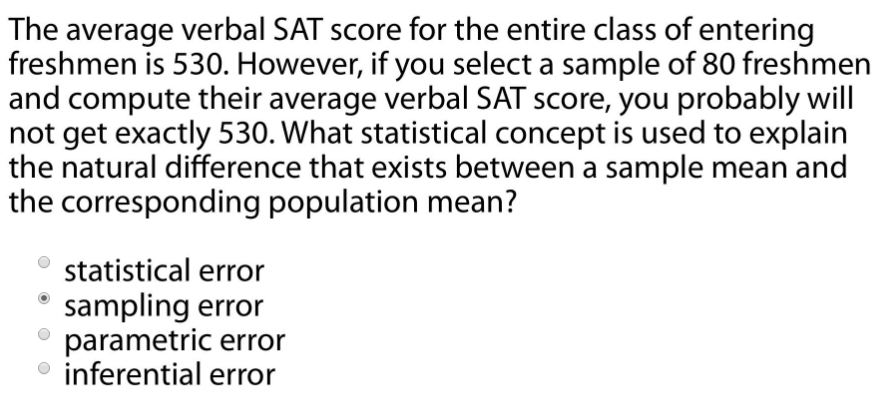 The average verbal SAT score for the entire class of entering
freshmen is 530. However, if you select a sample of 80 freshmen
and compute their average verbal SAT score, you probably will
not get exactly 530. What statistical concept is used to explain
the natural difference that exists between a sample mean and
the corresponding population mean?
statistical error
sampling error
parametric error
inferential error